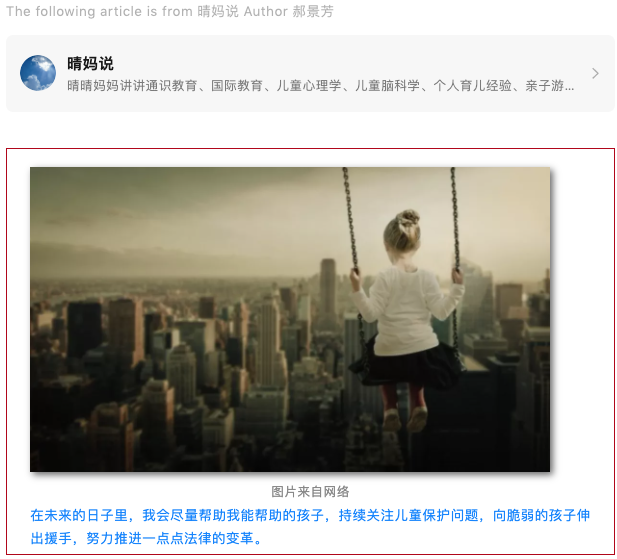 The following article is from 晴妈说 Author 郝景芳
晴妈说
晴晴妈妈讲讲通识教育、国际教育、儿童心理学、儿童脑科学、个人育儿经验、亲子游...
图片来自网络
在未来的日子里，我会尽量帮助我能帮助的孩子，持续关注儿童保护问题，向脆弱的孩子伸
出援手，努力推进一点点法律的变革。